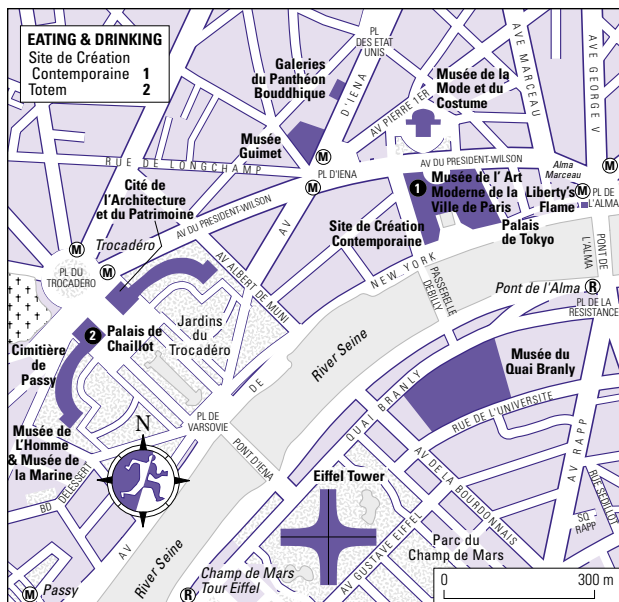 EATING & DRINKING
Site de Création
Contemporaine 1
Totem 2
PL
DES ETAT
UNIS
Galeries
du Panthéon
Bouddhique
D'IENA
AV PIERRE 1ER
Musée de la
Mode et du
Costume
AVE MARCEAU
AVE GEORGE V
Musée
Guimet
M
RUE DE LONGCHAMP
PL D'IENA
M
AV DU PRESIDENT-WILSON
Alma
Marceau
M
M
1
Musée de l' Art
Moderne de la
Ville de Paris
Liberty's
Flame
PL DE
L'ALMA
Cité de
l'Architecture
et du Patrimoine
AV DU PRESIDENT-WILSON
AV
Site de Création
Contemporaine
Palais
de Tokyo
Trocadéro
M
M
PL DU
TROCADÉRO
AV ALBERT DE MUN
NEW YORK
PASSERELLE
DEBILLY
PONT DE
L'ALMA
Pont de l'Alma
R
PL DE LA
RESISTANCE
2
Palais de
Chaillot
Jardins
du
Trocadéro
River Seine
Cimitière
de Passy
Musée du
Quai Branly
DE
QUAI BRANLY
RUE DE L'UNIVERSITE
Musée de
L'Homme
& Musée de
la Marine
N
PL DE
VARSOVIE
PONT D'IENA
AV RAPP
RUE SEDILLOT
SQ
RAPP
BD DELESSERT
Eiffel Tower
AV DE LA BOURDONNAIS
AV
River Seine
AV GUSTAVE EIFFEL
Parc du
Champ de Mars
M
Passy
R
Champ de Mars
Tour Eiffel
0 300 m